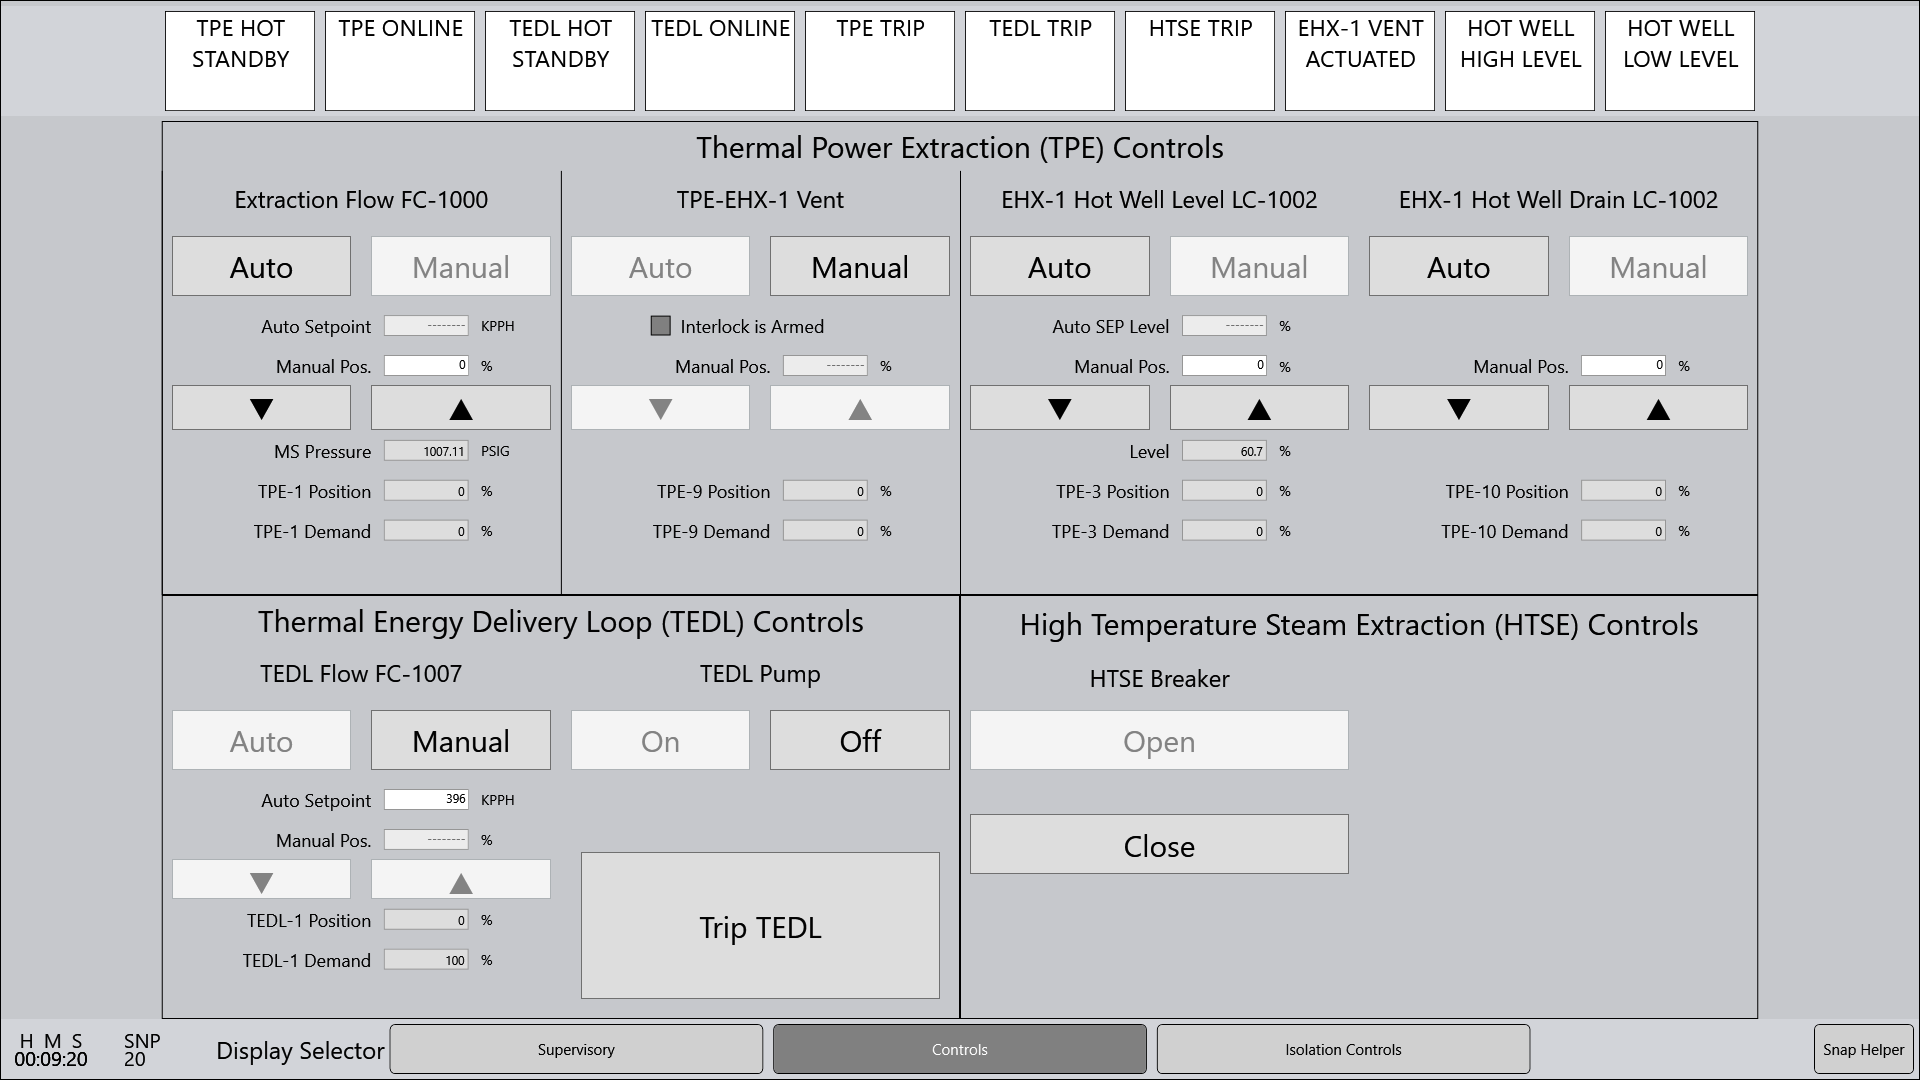 TPE HOT
STANDBY
TPE ONLINE
TEDL HOT
STANDBY
TEDL ONLINE
TPE TRIP
TEDL TRIP
HTSE TRIP
EHX-1 VENT
ACTUATED
HOT WELL
HIGH LEVEL
HOT WELL
LOW LEVEL
Thermal Power Extraction (TPE) Controls
Extraction Flow FC-1000
Auto
Manual
Auto Setpoint -------- KPPH
Manual Pos. 0 %
▼ ▲
MS Pressure 1007.11 PSIG
TPE-1 Position 0 %
TPE-1 Demand 0 %
TPE-EHX-1 Vent
Auto
Manual
Interlock is Armed
Manual Pos. -------- %
▼ ▲
TPE-9 Position 0 %
TPE-9 Demand 0 %
EHX-1 Hot Well Level LC-1002
Auto
Manual
Auto SEP Level -------- %
Manual Pos. 0 %
▼ ▲
Level 60.7 %
TPE-3 Position 0 %
TPE-3 Demand 0 %
EHX-1 Hot Well Drain LC-1002
Auto
Manual
Manual Pos. 0 %
▼ ▲
TPE-10 Position 0 %
TPE-10 Demand 0 %
Thermal Energy Delivery Loop (TEDL) Controls
TEDL Flow FC-1007
Auto
Manual
Auto Setpoint 396 KPPH
Manual Pos. -------- %
▼ ▲
TEDL-1 Position 0 %
TEDL-1 Demand 100 %
TEDL Pump
On
Off
Trip TEDL
High Temperature Steam Extraction (HTSE) Controls
HTSE Breaker
Open
Close
H M S
00:09:20
SNP
20
Display Selector
Supervisory
Controls
Isolation Controls
Snap Helper